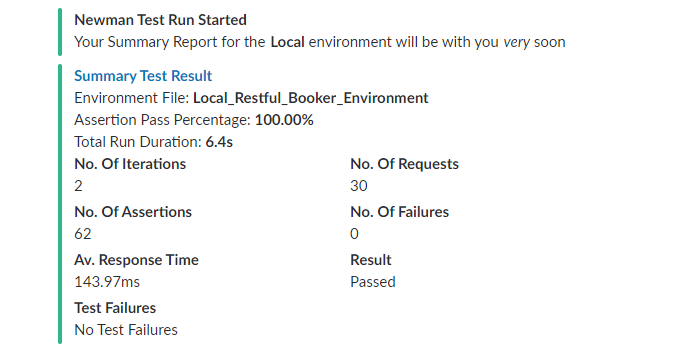 Newman Test Run Started
Your Summary Report for the Local environment will be with you very soon
Summary Test Result
Environment File: Local_Restful_Booker_Environment
Assertion Pass Percentage: 100.00%
Total Run Duration: 6.4s
No. Of Iterations No. Of Requests
2 30
No. Of Assertions No. Of Failures
62 0
Av. Response Time Result
143.97ms Passed
Test Failures
No Test Failures